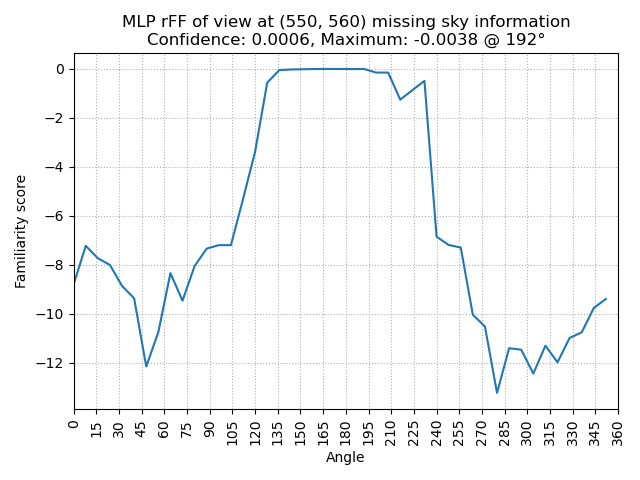 MLP rFF of view at (550, 560) missing sky information
Confidence: 0.0006, Maximum: -0.0038 @ 192°
Familiarity score
0
−2
−4
−6
−8
−10
−12
0 15 30 45 60 75 90 105 120 135 150 165 180 195 210 225 240 255 270 285 300 315 330 345 360
Angle